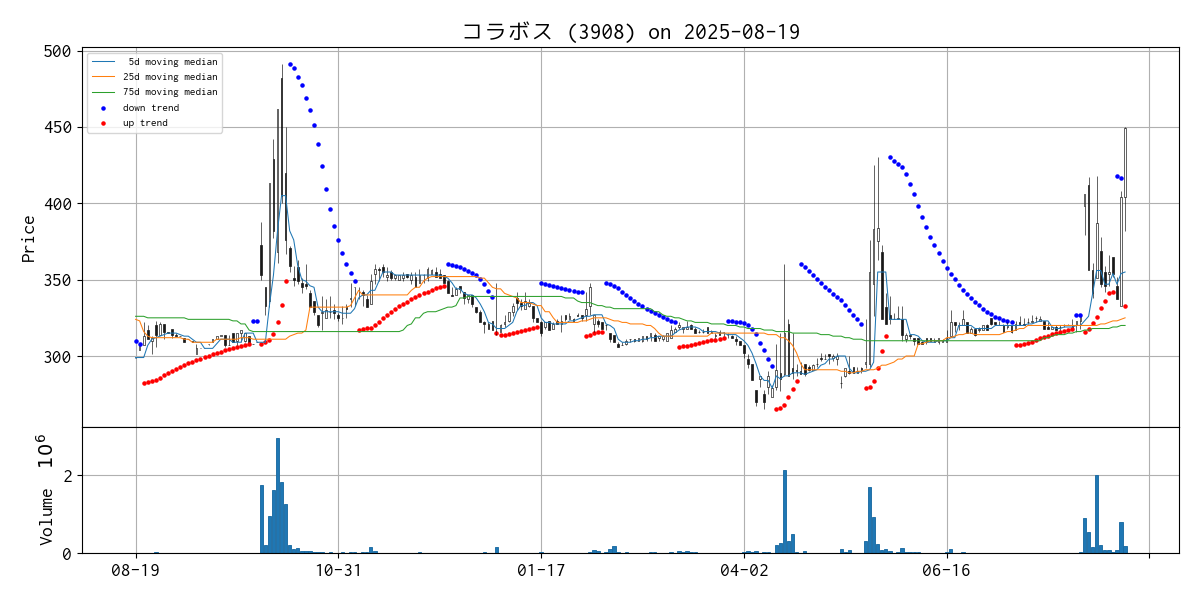 コラボス (3908) on 2025-08-19
500
450
400
350
300
Price
5d moving median
25d moving median
75d moving median
down trend
up trend
2
0
Volume 10^6
08-19
10-31
01-17
04-02
06-16